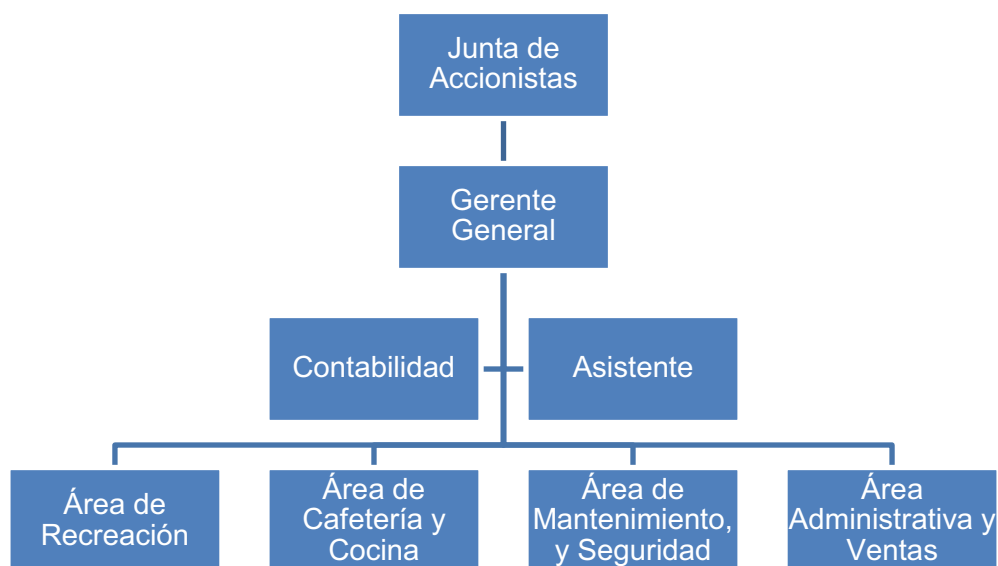 Junta de
Accionistas
Gerente
General
Contabilidad
Asistente
Área de
Recreación
Área de
Cafetería y
Cocina
Área de
Mantenimiento,
y Seguridad
Área
Administrativa y
Ventas